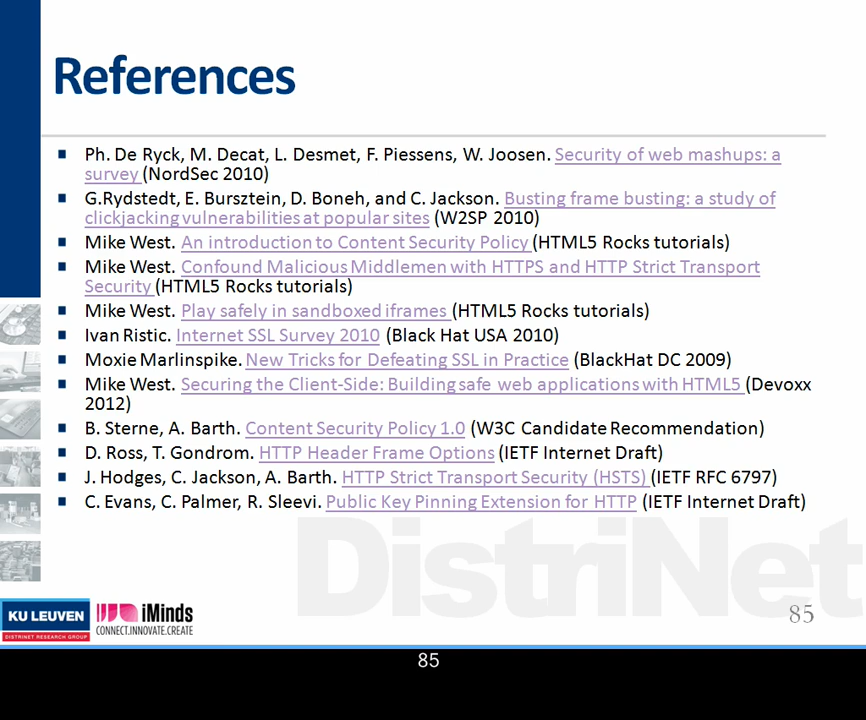 References
Ph. De Ryck, M. Decat, L. Desmet, F. Piessens, W. Joosen. Security of web mashups: a
survey (NordSec 2010)
G.Rydstedt, E. Bursztein, D. Boneh, and C. Jackson. Busting frame busting: a study of
clickjacking vulnerabilities at popular sites (W2SP 2010)
Mike West. An introduction to Content Security Policy (HTML5 Rocks tutorials)
Mike West. Confound Malicious Middlemen with HTTPS and HTTP Strict Transport
Security (HTML5 Rocks tutorials)
Mike West. Play safely in sandboxed iframes (HTML5 Rocks tutorials)
Ivan Ristic. Internet SSL Survey 2010 (Black Hat USA 2010)
Moxie Marlinspike. New Tricks for Defeating SSL in Practice (BlackHat DC 2009)
Mike West. Securing the Client-Side: Building safe web applications with HTML5 (Devoxx
2012)
B. Sterne, A. Barth. Content Security Policy 1.0 (W3C Candidate Recommendation)
D. Ross, T. Gondrom. HTTP Header Frame Options (IETF Internet Draft)
J. Hodges, C. Jackson, A. Barth. HTTP Strict Transport Security (HSTS) (IETF RFC 6797)
C. Evans, C. Palmer, R. Sleevi. Public Key Pinning Extension for HTTP (IETF Internet Draft)
DistriNet
KU LEUVEN
DISTRINET RESEARCH GROUP
iMinds
CONNECT.INNOVATE.CREATE
85
85